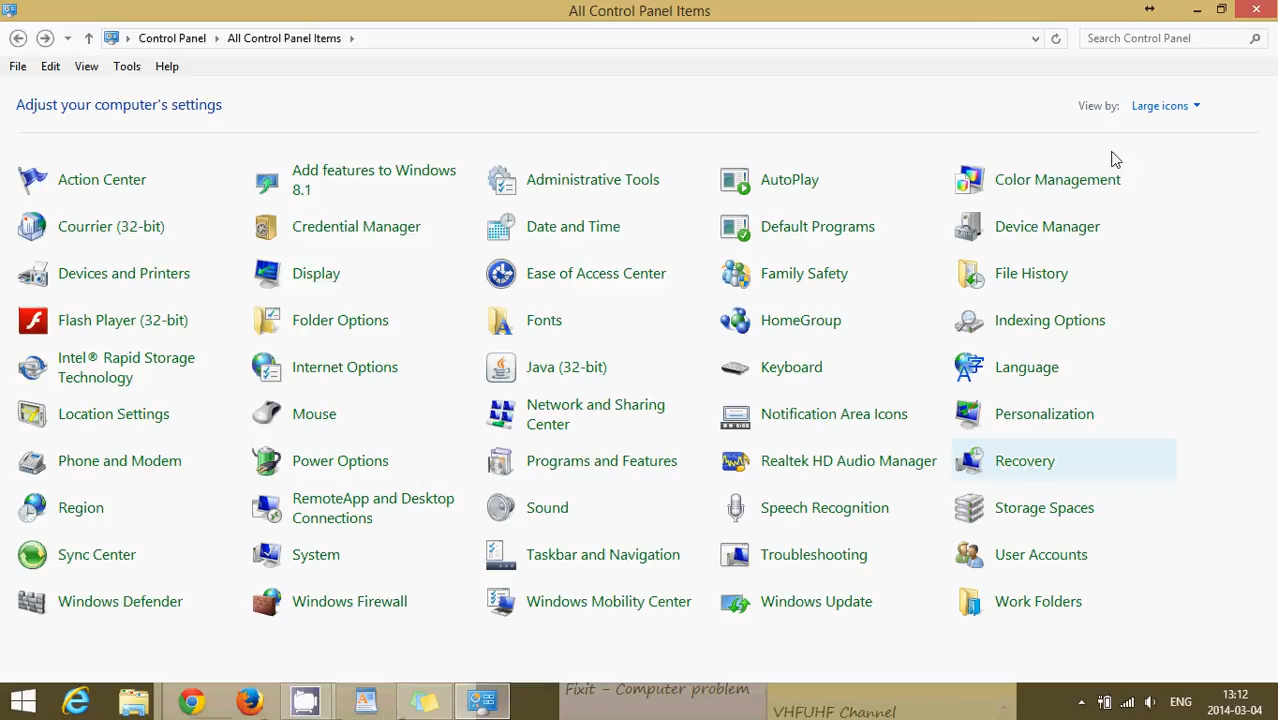 All Control Panel Items
Control Panel
All Control Panel Items
Search Control Panel
File Edit View Tools Help
Adjust your computer's settings
View by: Large icons
Action Center
Add features to Windows
8.1
Administrative Tools
AutoPlay
Color Management
Courrier (32-bit)
Credential Manager
Date and Time
Default Programs
Device Manager
Devices and Printers
Display
Ease of Access Center
Family Safety
File History
Flash Player (32-bit)
Folder Options
Fonts
HomeGroup
Indexing Options
Intel® Rapid Storage
Technology
Internet Options
Java (32-bit)
Keyboard
Language
Location Settings
Mouse
Network and Sharing
Center
Notification Area Icons
Personalization
Phone and Modem
Power Options
Programs and Features
Realtek HD Audio Manager
Recovery
Region
RemoteApp and Desktop
Connections
Sound
Speech Recognition
Storage Spaces
Sync Center
System
Taskbar and Navigation
Troubleshooting
User Accounts
Windows Defender
Windows Firewall
Windows Mobility Center
Windows Update
Work Folders
Fixit - Computer problem
VHFUHF Channel
ENG
13:12
2014-03-04